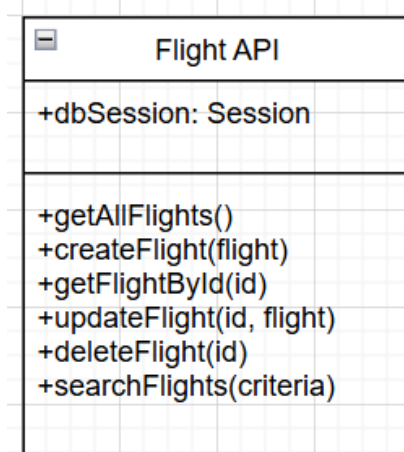 Flight API
+dbSession: Session
+getAllFlights()
+createFlight(flight)
+getFlightById(id)
+updateFlight(id, flight)
+deleteFlight(id)
+searchFlights(criteria)